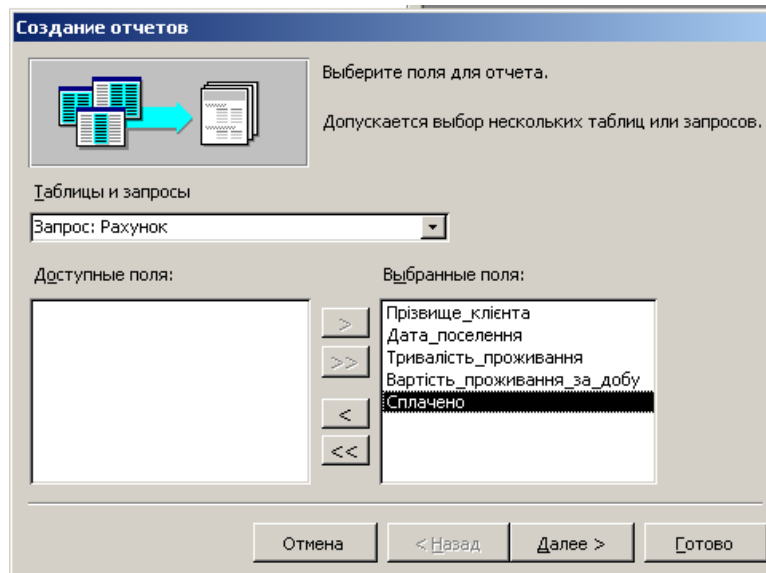 Создание отчетов
Выберите поля для отчета.
Допускается выбор нескольких таблиц или запросов.
Таблицы и запросы
Запрос: Рахунок
Доступные поля:
Выбранные поля:
Прізвище_клієнта
Дата_поселення
Тривалість_проживання
Вартість_проживання_за_добу
Сплачено
>
>>
<
<<
Отмена
< Назад
Далее >
Готово